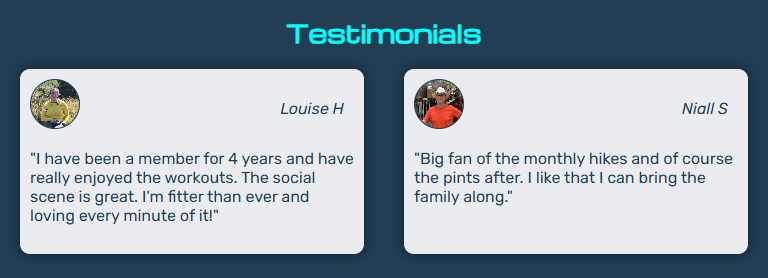 Testimonials
Louise H
"I have been a member for 4 years and have
really enjoyed the workouts. The social
scene is great. I'm fitter than ever and
loving every minute of it!"
Niall S
"Big fan of the monthly hikes and of course
the pints after. I like that I can bring the
family along."